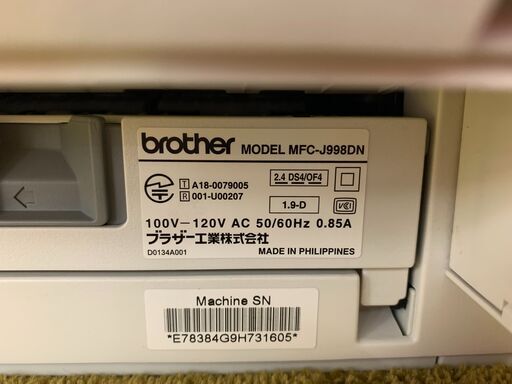 brother MODEL MFC-J998DN
T A18-0079005
R 001-U00207
2.4 DS4/OF4
1.9-D
VCI
100V－120V AC 50/60Hz 0.85A
ブラザー工業株式会社
D0134A001
MADE IN PHILIPPINES
Machine SN
*E78384G9H731605*